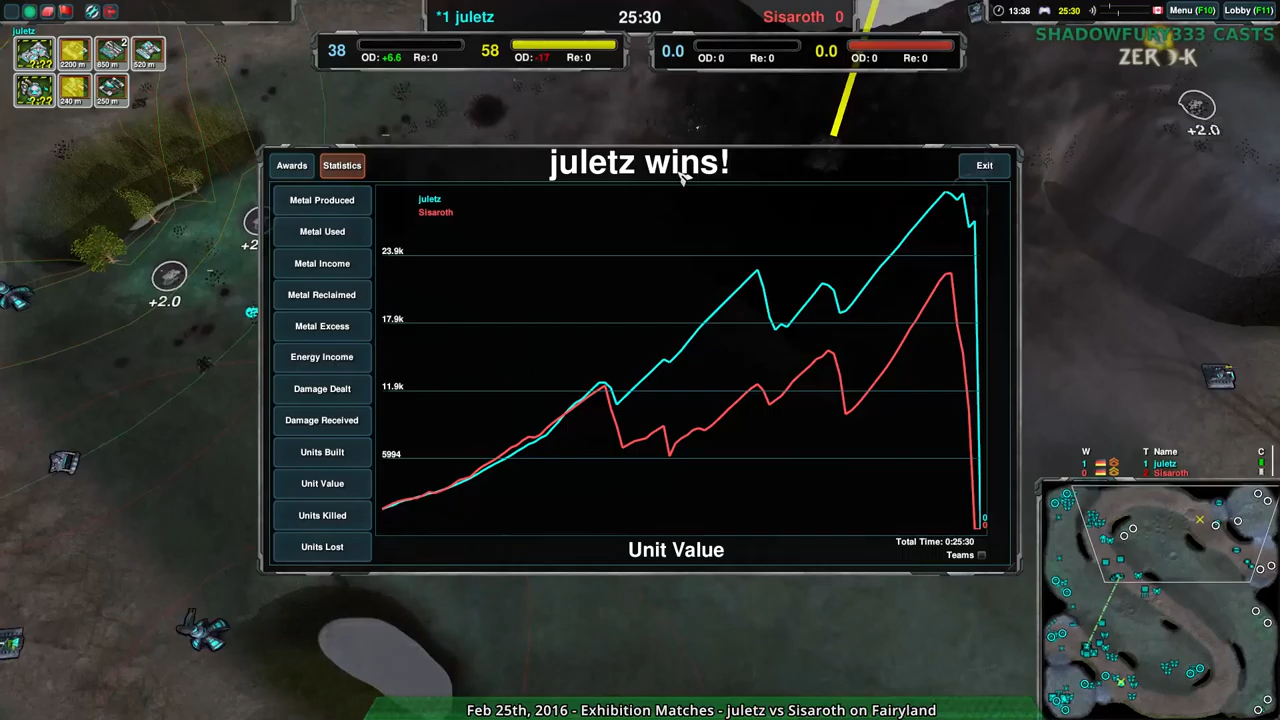 *1 juletz
25:30
Sisaroth 0
13:38
25:30
Menu (F10)
Lobby (F11)
juletz
38
OD: +6.6
Re: 0
58
OD: -17
Re: 0
0.0
OD: 0
Re: 0
0.0
OD: 0
Re: 0
SHADOWFURY333 CASTS
ZERO-K
?:??
2200 m
2
850 m
520 m
?:??
240 m
250 m
+2.0
+2.0
+2
Awards
Statistics
juletz wins!
Exit
Metal Produced
Metal Used
Metal Income
Metal Reclaimed
Metal Excess
Energy Income
Damage Dealt
Damage Received
Units Built
Unit Value
Units Killed
Units Lost
juletz
Sisaroth
23.9k
17.9k
11.9k
5994
0
0
Unit Value
Total Time: 0:25:30
Teams
W
T Name
C
1
1 juletz
0
2 Sisaroth
Feb 25th, 2016 - Exhibition Matches - juletz vs Sisaroth on Fairyland